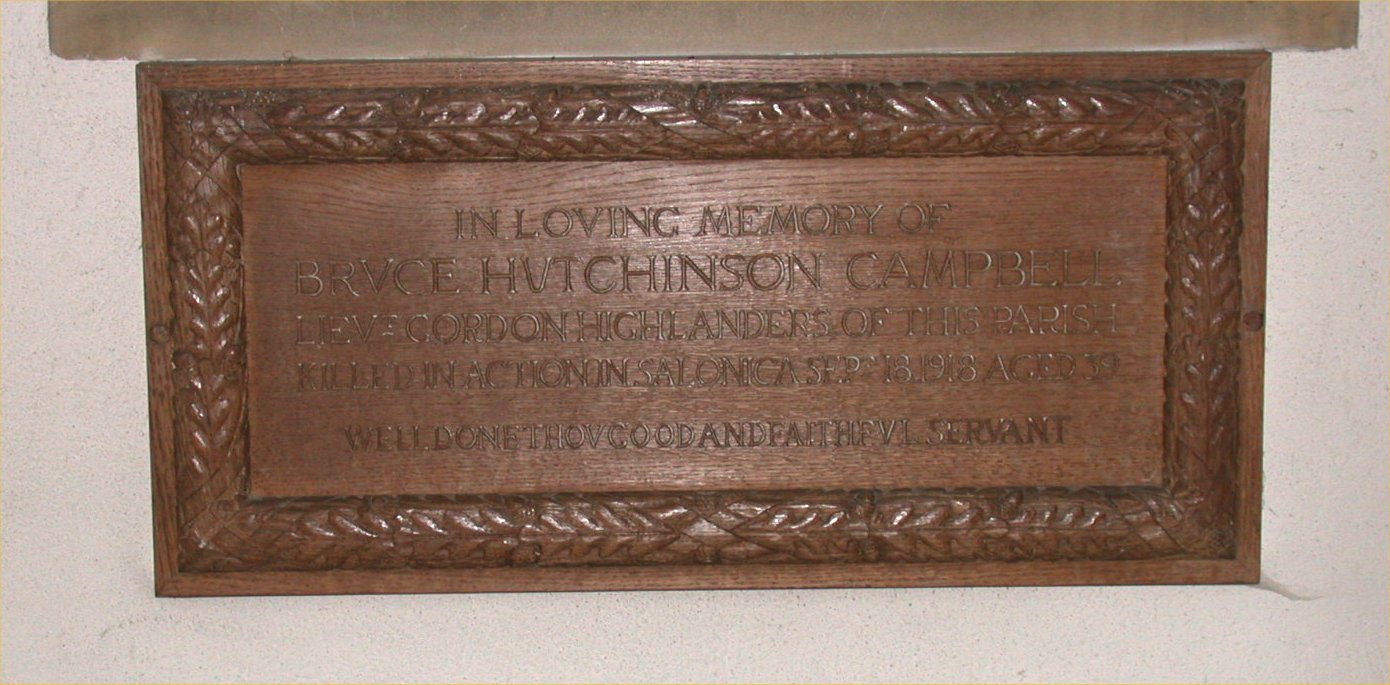 IN LOVING MEMORY OF
BRVCE HVTCHINSON CAMPBELL
LIEVT GORDON HIGHLANDERS OF THIS PARISH
KILLED IN ACTION IN SALONICA SEPT 18. 1918 AGED 39
WELL DONE THOV GOOD AND FAITHFVL SERVANT